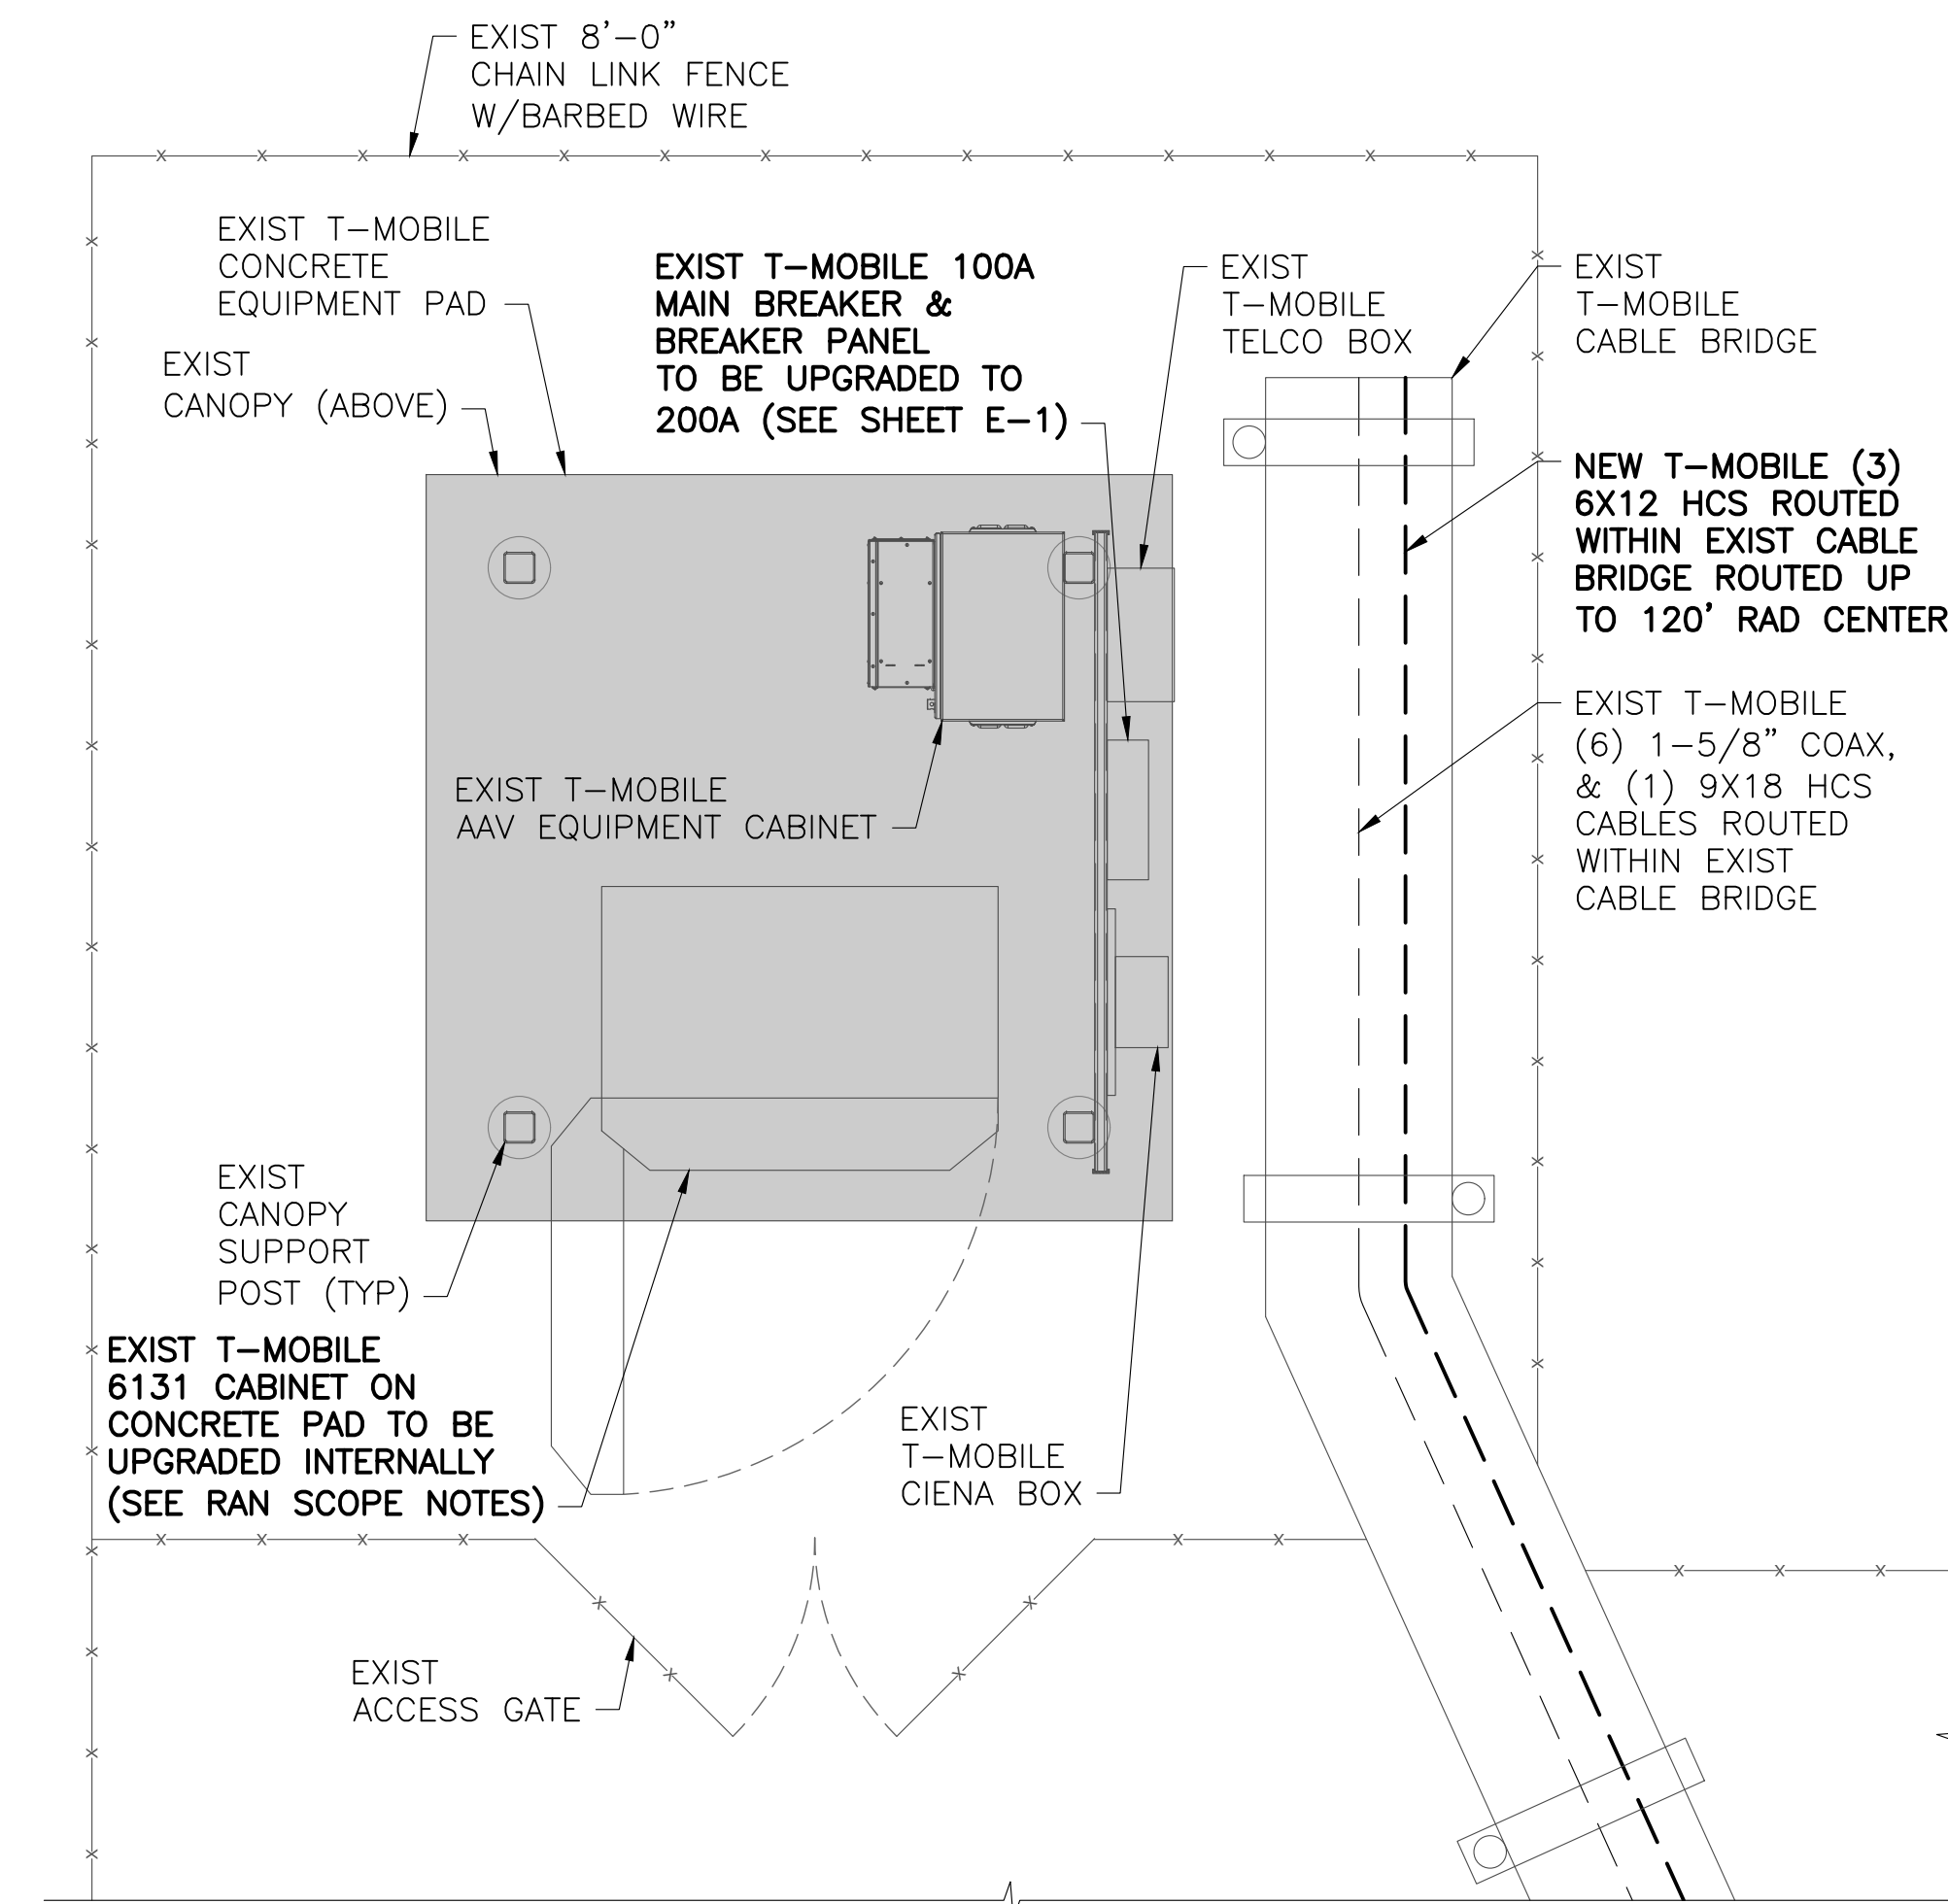 EXIST 8'-0"
CHAIN LINK FENCE
W/BARBED WIRE
EXIST T-MOBILE
CONCRETE
EQUIPMENT PAD
EXIST
CANOPY (ABOVE)
EXIST T-MOBILE 100A
MAIN BREAKER &
BREAKER PANEL
TO BE UPGRADED TO
200A (SEE SHEET E-1)
EXIST
T-MOBILE
TELCO BOX
EXIST
T-MOBILE
CABLE BRIDGE
NEW T-MOBILE (3)
6X12 HCS ROUTED
WITHIN EXIST CABLE
BRIDGE ROUTED UP
TO 120' RAD CENTER
EXIST T-MOBILE
(6) 1-5/8" COAX,
& (1) 9X18 HCS
CABLES ROUTED
WITHIN EXIST
CABLE BRIDGE
EXIST T-MOBILE
AAV EQUIPMENT CABINET
EXIST
CANOPY
SUPPORT
POST (TYP)
EXIST T-MOBILE
6131 CABINET ON
CONCRETE PAD TO BE
UPGRADED INTERNALLY
(SEE RAN SCOPE NOTES)
EXIST
T-MOBILE
CIENA BOX
EXIST
ACCESS GATE